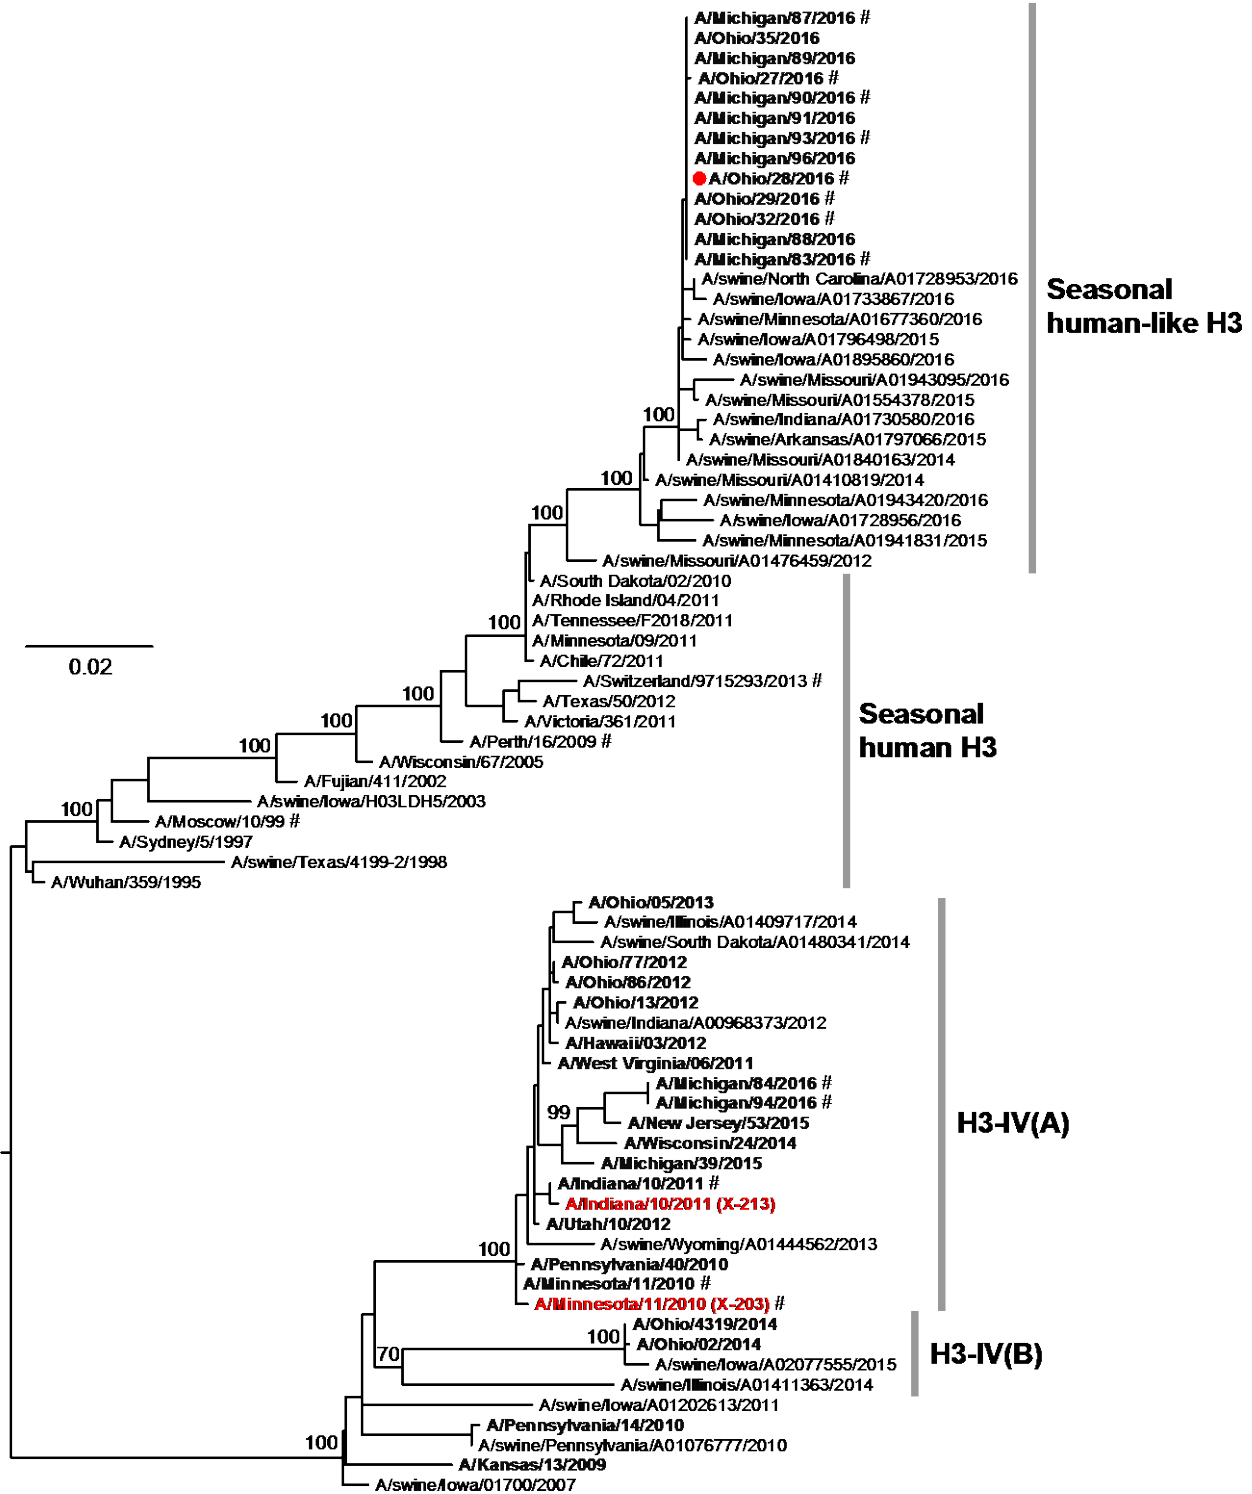 A/Michigan/87/2016 #
A/Ohio/35/2016
A/Michigan/89/2016
A/Ohio/27/2016 #
A/Michigan/90/2016 #
A/Michigan/91/2016
A/Michigan/93/2016 #
A/Michigan/96/2016
A/Ohio/28/2016 #
A/Ohio/29/2016 #
A/Ohio/32/2016 #
A/Michigan/88/2016
A/Michigan/83/2016 #
A/swine/North Carolina/A01728953/2016
A/swine/Iowa/A01733867/2016
A/swine/Minnesota/A01677360/2016
A/swine/Iowa/A01796498/2015
A/swine/Iowa/A01895860/2016
A/swine/Missouri/A01943095/2016
A/swine/Missouri/A01554378/2015
A/swine/Indiana/A01730580/2016
A/swine/Arkansas/A01797066/2015
A/swine/Missouri/A01840163/2014
A/swine/Missouri/A01410819/2014
A/swine/Minnesota/A01943420/2016
A/swine/Iowa/A01728956/2016
A/swine/Minnesota/A01941831/2015
A/swine/Missouri/A01476459/2012
Seasonal
human-like H3
100
100
100
A/South Dakota/02/2010
A/Rhode Island/04/2011
A/Tennessee/F2018/2011
A/Minnesota/09/2011
A/Chile/72/2011
A/Switzerland/9715293/2013 #
A/Texas/50/2012
A/Victoria/361/2011
A/Perth/16/2009 #
A/Wisconsin/67/2005
A/Fujian/411/2002
A/swine/Iowa/H03LDH5/2003
A/Moscow/10/99 #
A/Sydney/5/1997
A/swine/Texas/4199-2/1998
A/Wuhan/359/1995
Seasonal
human H3
100
100
100
100
100
0.02
A/Ohio/05/2013
A/swine/Illinois/A01409717/2014
A/swine/South Dakota/A01480341/2014
A/Ohio/77/2012
A/Ohio/86/2012
A/Ohio/13/2012
A/swine/Indiana/A00968373/2012
A/Hawaii/03/2012
A/West Virginia/06/2011
A/Michigan/84/2016 #
A/Michigan/94/2016 #
A/New Jersey/53/2015
A/Wisconsin/24/2014
A/Michigan/39/2015
A/Indiana/10/2011 #
A/Indiana/10/2011 (X-213)
A/Utah/10/2012
A/swine/Wyoming/A01444562/2013
A/Pennsylvania/40/2010
A/Minnesota/11/2010 #
A/Minnesota/11/2010 (X-203) #
H3-IV(A)
99
100
A/Ohio/4319/2014
A/Ohio/02/2014
A/swine/Iowa/A02077555/2015
A/swine/Illinois/A01411363/2014
H3-IV(B)
100
70
A/swine/Iowa/A01202613/2011
A/Pennsylvania/14/2010
A/swine/Pennsylvania/A01076777/2010
A/Kansas/13/2009
A/swine/Iowa/01700/2007
100